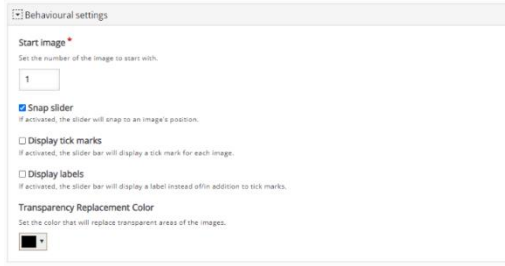 Behavioural settings
Start image *
Set the number of the image to start with.
1
Snap slider
If activated, the slider will snap to an image's position.
Display tick marks
If activated, the slider bar will display a tick mark for each image.
Display labels
If activated, the slider bar will display a label instead of/in addition to tick marks.
Transparency Replacement Color
Set the color that will replace transparent areas of the images.